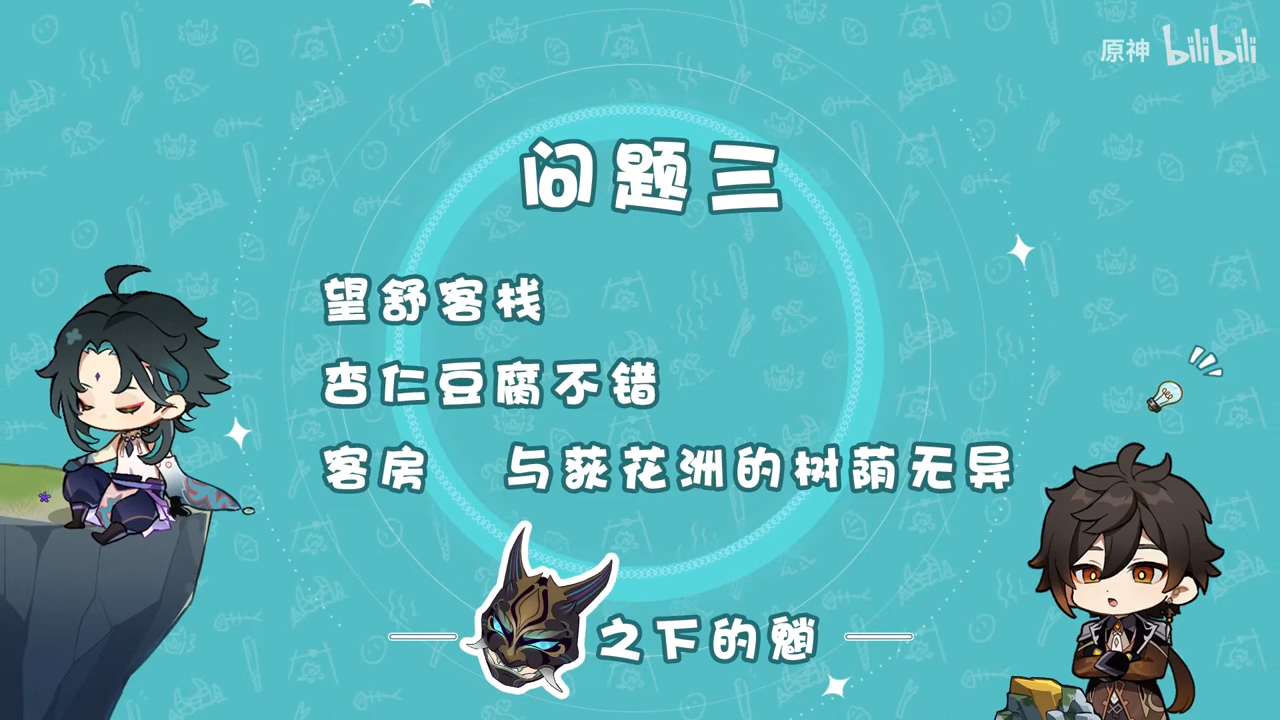 原神 bilibili
问题三
望舒客栈
杏仁豆腐不错
客房 与荻花洲的树荫无异
之下的魈